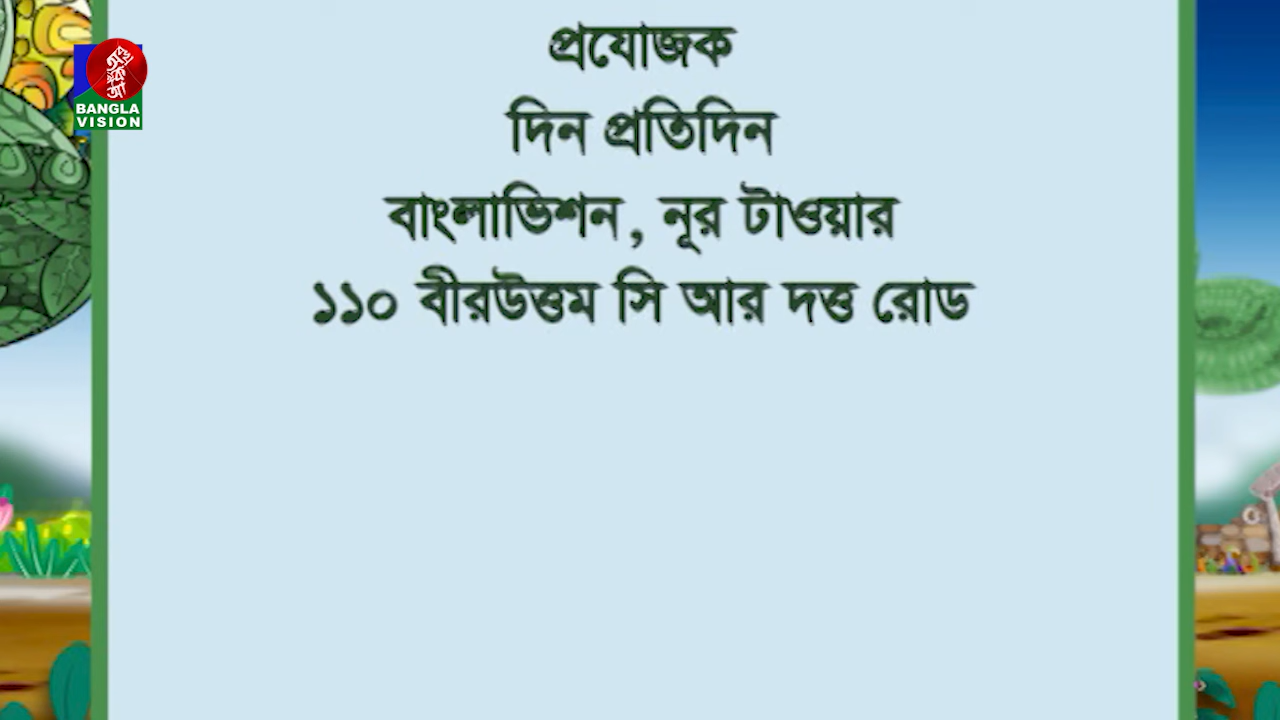 প্রযোজক
দিন প্রতিদিন
বাংলাভিশন, নূর টাওয়ার
১১০ বীরউত্তম সি আর দত্ত রোড
BANGLA
VISION